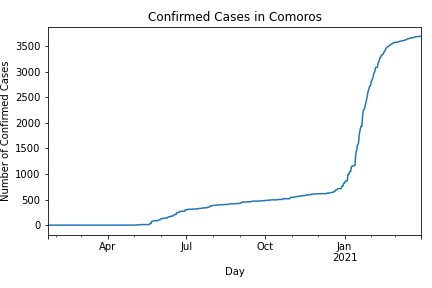 Confirmed Cases in Comoros
Number of Confirmed Cases
3500
3000
2500
2000
1500
1000
500
0
Apr
Jul
Oct
Jan
2021
Day